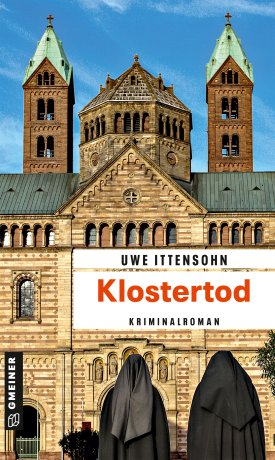 UWE ITTENSOHN
Klostertod
KRIMINALROMAN
GMEINER